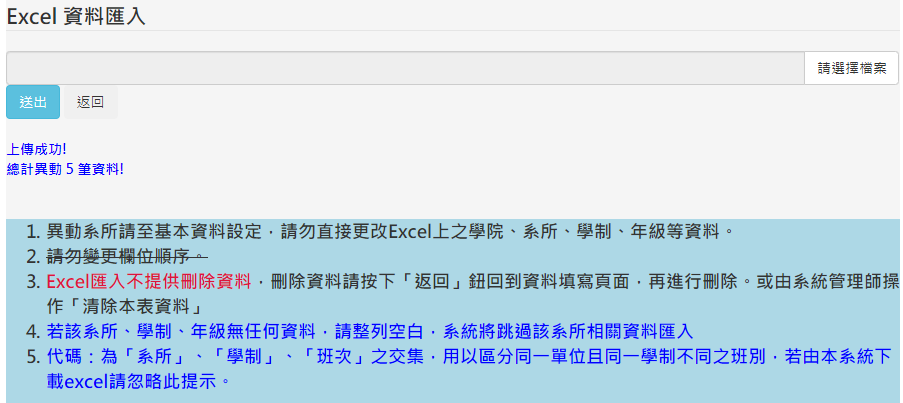 Excel 資料匯入
請選擇檔案
送出 返回
上傳成功!
總計異動 5 筆資料!
1. 異動系所請至基本資料設定，請勿直接更改Excel上之學院、系所、學制、年級等資料。
2. 請勿變更欄位順序。
3. Excel匯入不提供刪除資料，刪除資料請按下「返回」鈕回到資料填寫頁面，再進行刪除。或由系統管理師操
作「清除本表資料」
4. 若該系所、學制、年級無任何資料，請整列空白，系統將跳過該系所相關資料匯入
5. 代碼：為「系所」、「學制」、「班次」之交集，用以區分同一單位且同一學制不同之班別，若由本系統下
載excel請忽略此提示。